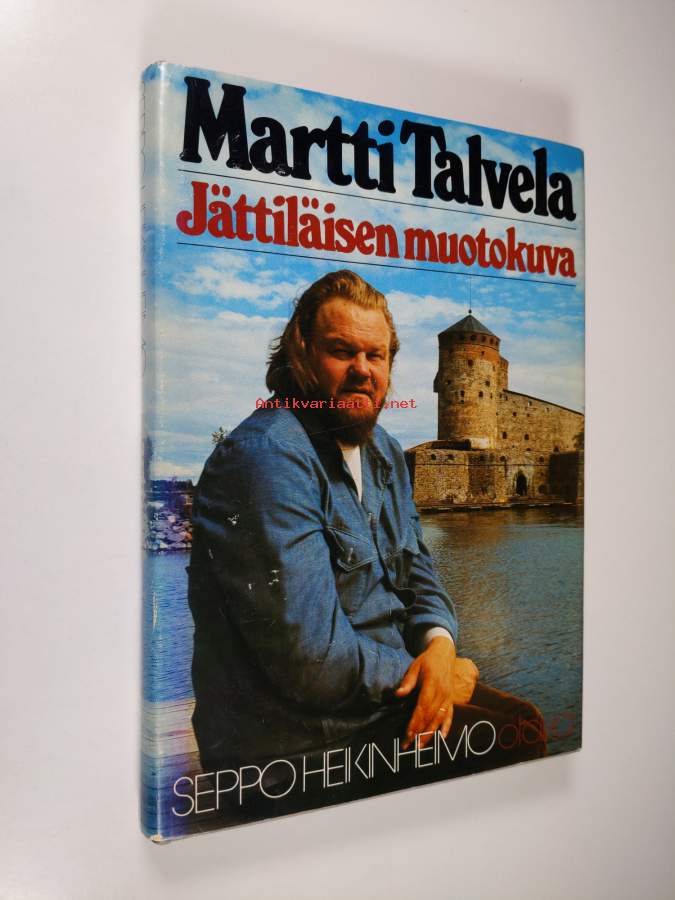 Martti Talvela
Jättiläisen muotokuva
Antikvariaatti.net
SEPPO HEIKINHEIMO otava